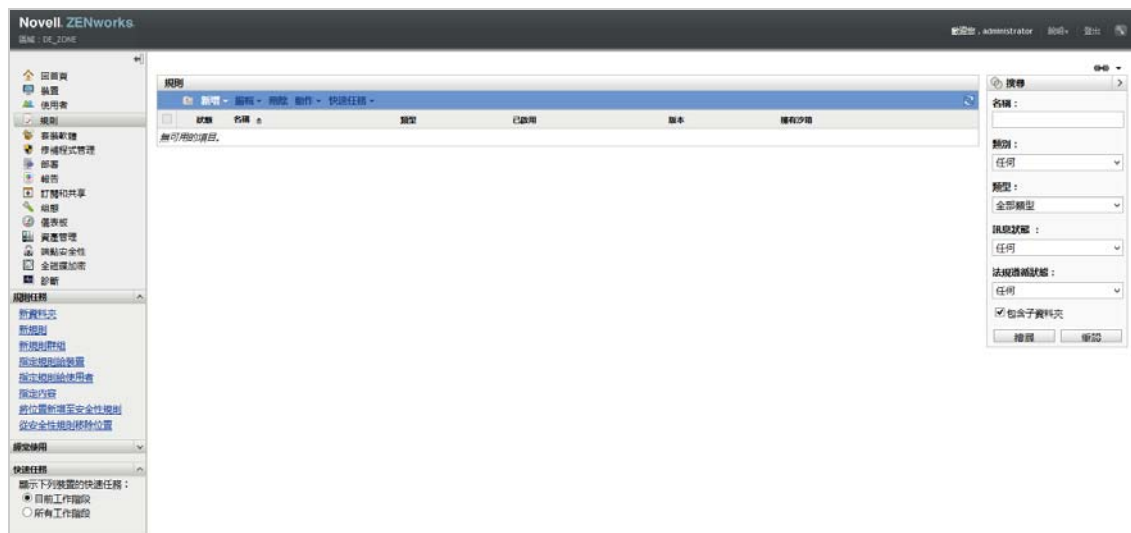 Novell ZENworks
區域：DE_ZONE
歡迎您，administrator 說明 登出
回首頁
裝置
使用者
規則
套裝軟體
修補程式管理
部署
報告
訂閱和共享
組態
儀表板
資產管理
端點安全性
全磁碟加密
診斷
規則任務
新資料夾
新規則
新規則群組
指定規則給裝置
指定規則給使用者
指定內容
將位置新增至安全性規則
從安全性規則移除位置
經常使用
快速任務
顯示下列裝置的快速任務：
目前工作階段
所有工作階段
規則
新增 編輯 刪除 動作 快速任務
狀態 名稱 類型 已啟用 版本 擁有沙箱
無可用的項目。
搜尋
名稱：
類別：
任何
類型：
全部類型
訊息狀態：
任何
法規遵循狀態：
任何
包含子資料夾
搜尋 重設